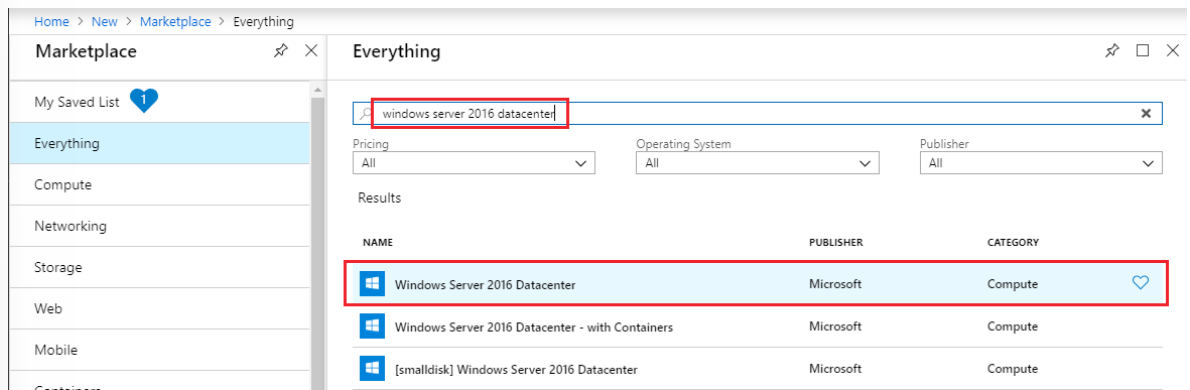 Home > New > Marketplace > Everything
Marketplace
My Saved List 1
Everything
Compute
Networking
Storage
Web
Mobile
Containers
Everything
windows server 2016 datacenter
Pricing Operating System Publisher
All All All
Results
NAME PUBLISHER CATEGORY
Windows Server 2016 Datacenter Microsoft Compute
Windows Server 2016 Datacenter - with Containers Microsoft Compute
[smalldisk] Windows Server 2016 Datacenter Microsoft Compute